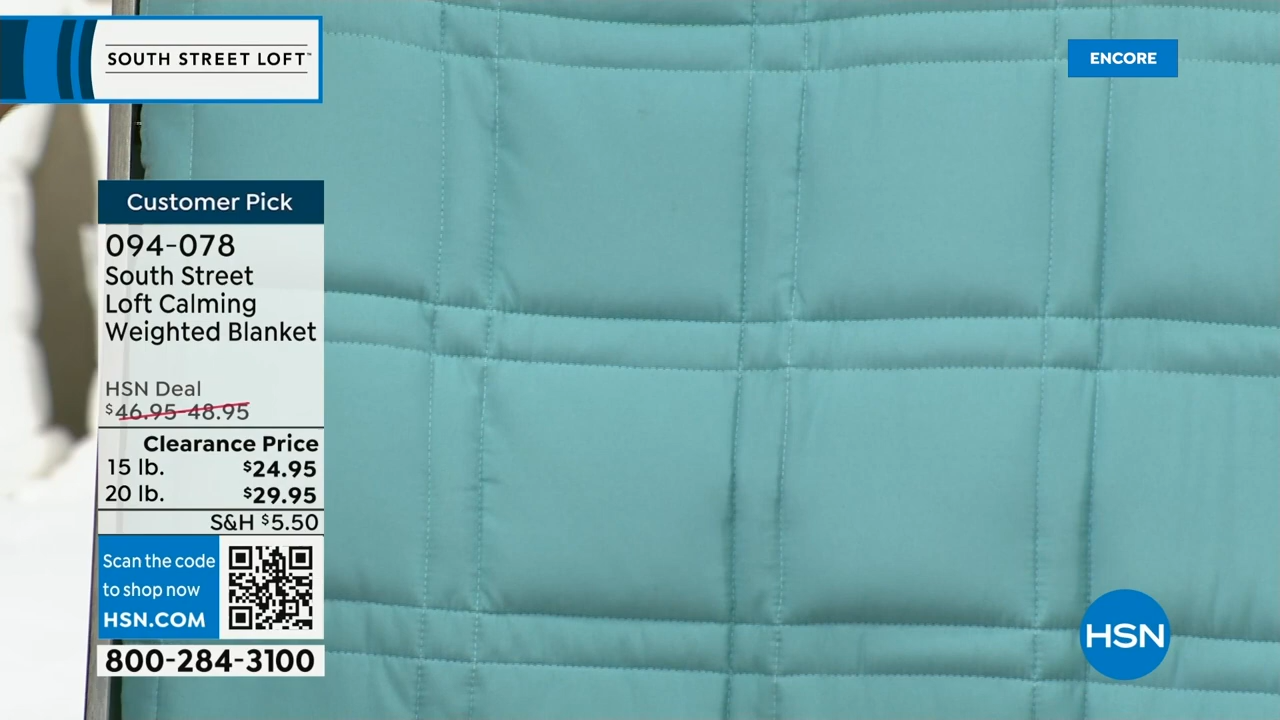 SOUTH STREET LOFT™
ENCORE
Customer Pick
094-078
South Street
Loft Calming
Weighted Blanket
HSN Deal
$46.95-48.95
Clearance Price
15 lb. $24.95
20 lb. $29.95
S&H $5.50
Scan the code
to shop now
HSN.COM
800-284-3100
HSN